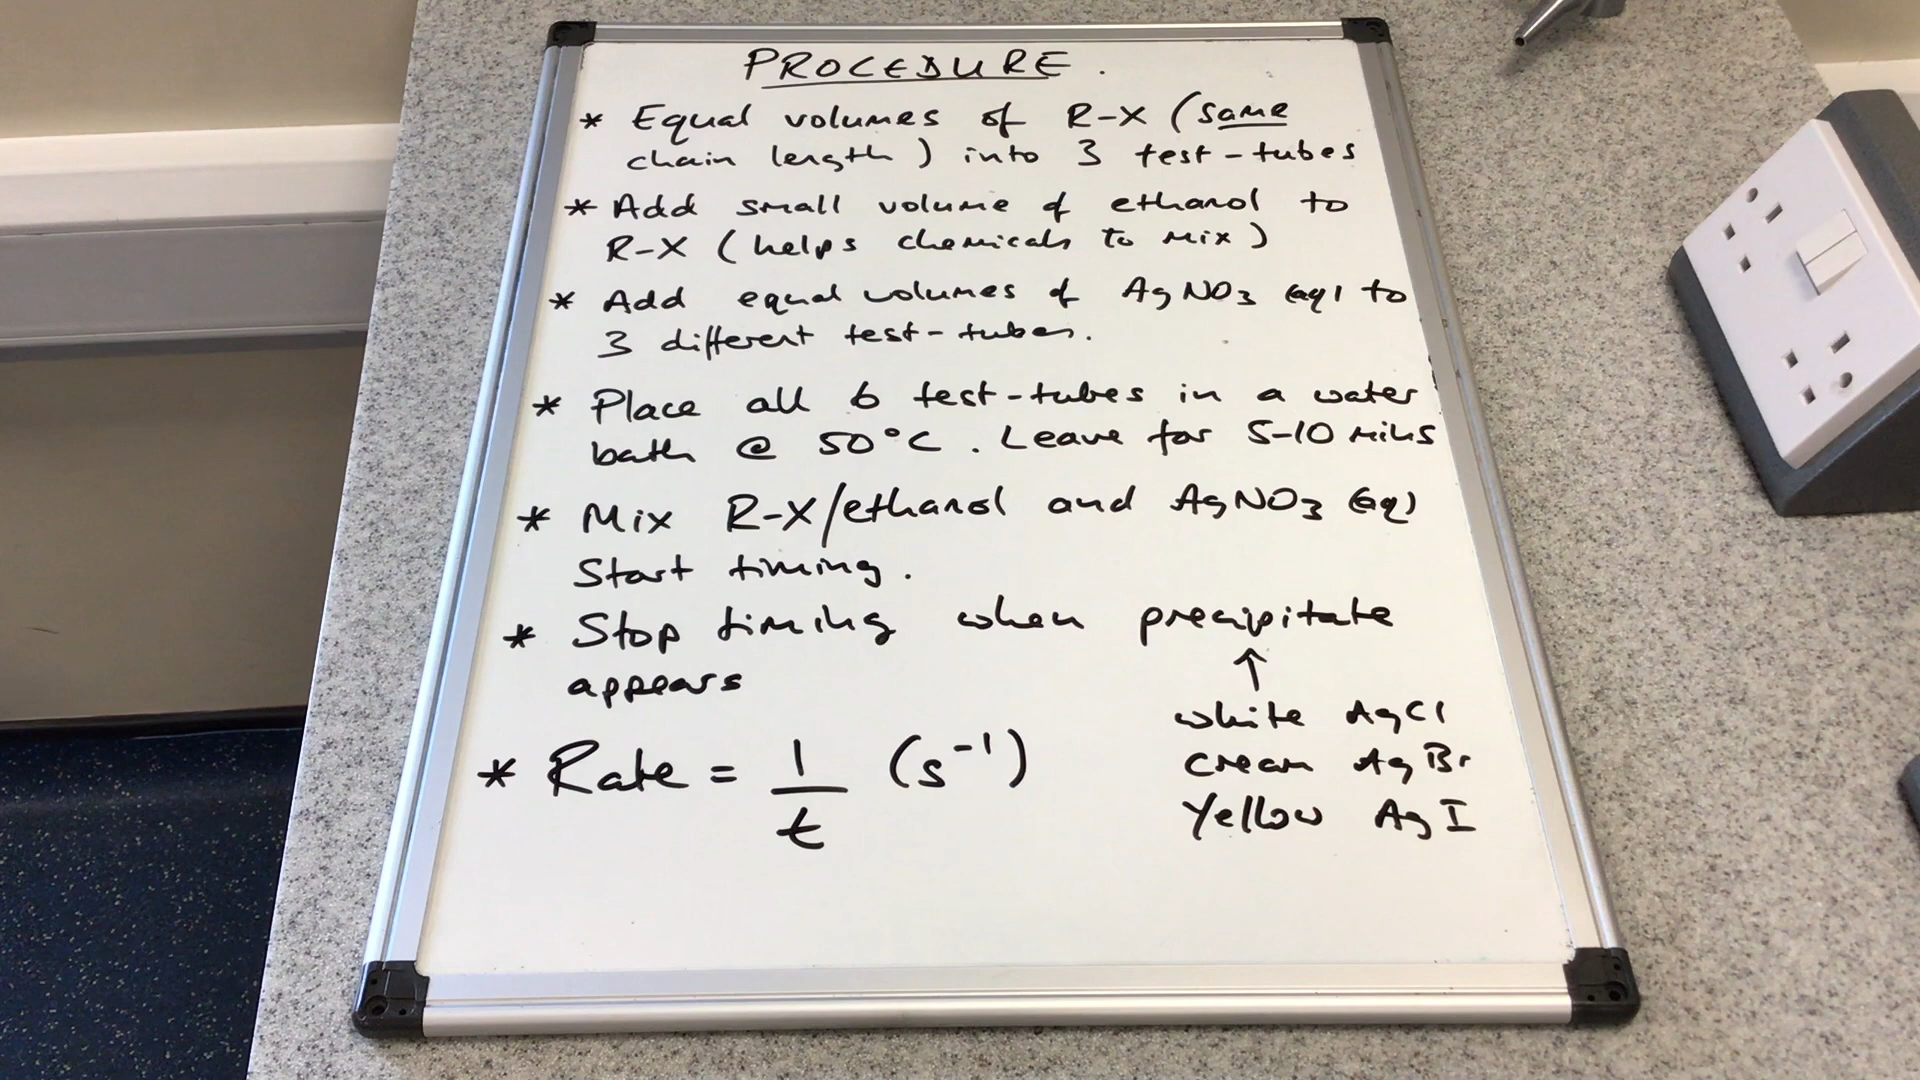 PROCEDURE.
* Equal volumes of R-X (same
chain length) into 3 test-tubes
* Add small volume of ethanol to
R-X (helps chemicals to mix)
* Add equal volumes of AgNO3 (aq) to
3 different test-tubes.
* Place all 6 test-tubes in a water
bath @ 50°C. Leave for 5-10 mins
* Mix R-X/ethanol and AgNO3 (aq)
Start timing.
* Stop timing when precipitate
appears
↑
white AgCl
cream AgBr
Yellow AgI
* Rate = 1/t (s⁻¹)